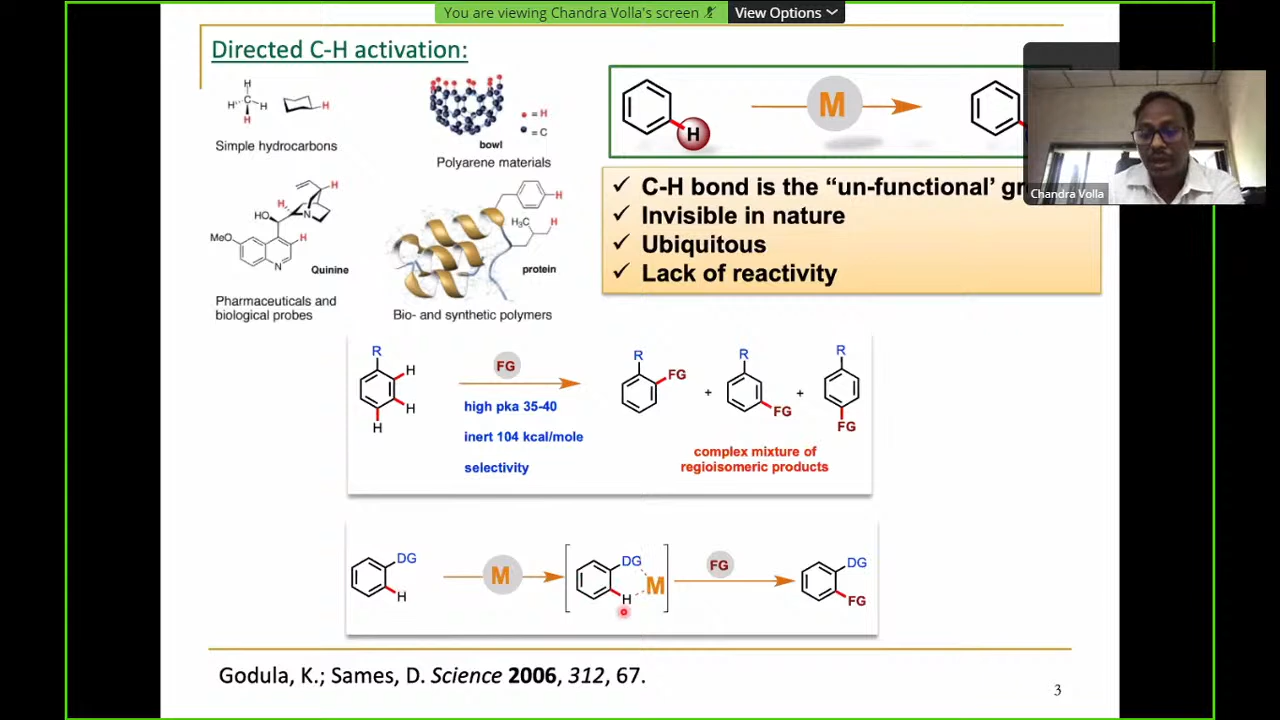 You are viewing Chandra Volla's screen
View Options
Directed C-H activation:
H
H
H
H
H
Simple hydrocarbons
= H
= C
bowl
Polyarene materials
M
H
C-H bond is the “un-functional’ gr
Invisible in nature
Ubiquitous
Lack of reactivity
Chandra Volla
H
H
HO
N
MeO
H
N
Quinine
Pharmaceuticals and
biological probes
H
H3C
H
protein
Bio- and synthetic polymers
R
H
H
H
FG
high pka 35-40
inert 104 kcal/mole
selectivity
R
FG
+
R
FG
+
R
FG
complex mixture of
regioisomeric products
DG
H
M
DG
M
H
FG
DG
FG
Godula, K.; Sames, D. Science 2006, 312, 67.
3